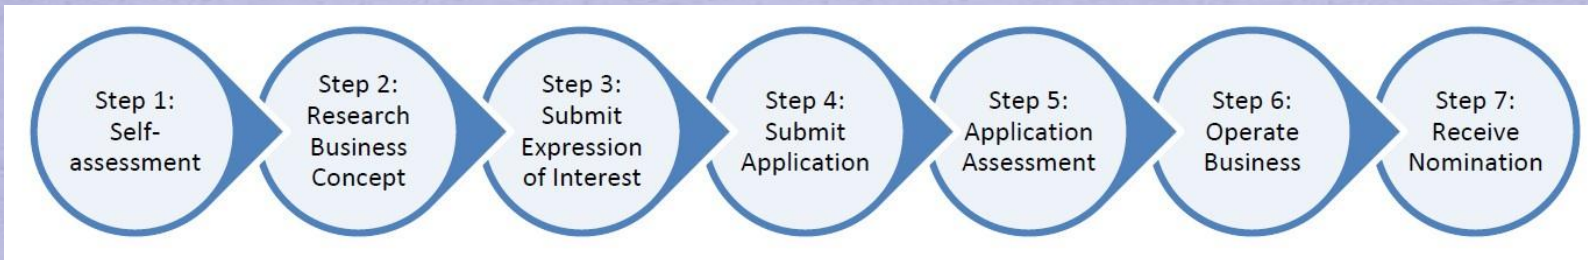 Step 1:
Self-
assessment
Step 2:
Research
Business
Concept
Step 3:
Submit
Expression
of Interest
Step 4:
Submit
Application
Step 5:
Application
Assessment
Step 6:
Operate
Business
Step 7:
Receive
Nomination